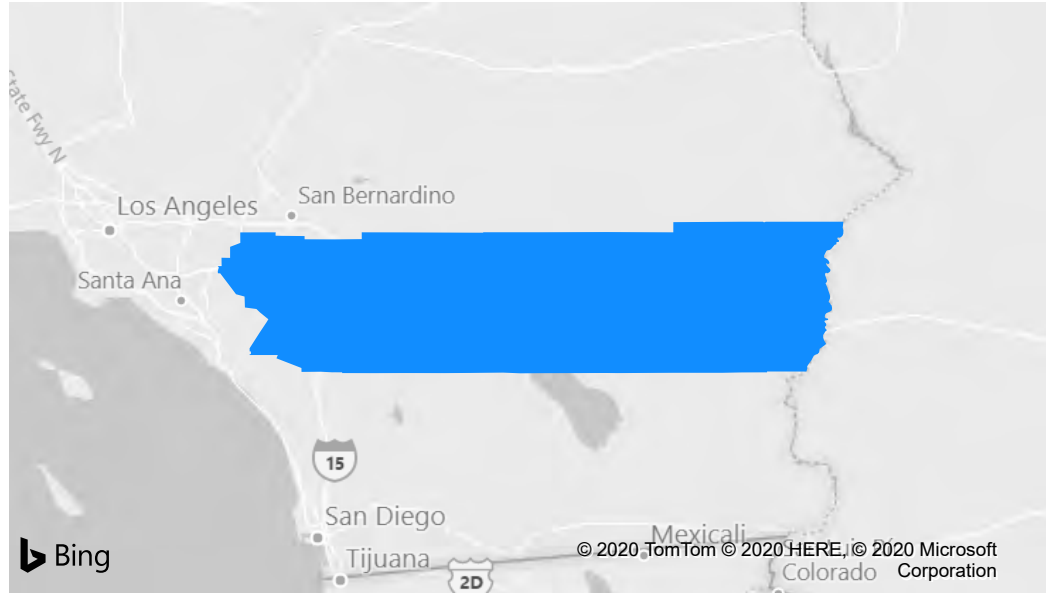 State Fwy N
San Bernardino
Los Angeles
Santa Ana
15
San Diego
Mexicali
© 2020 TomTom © 2020 HERE, © 2020 Microsoft
Corporation
Bing
Tijuana
2D
Colorado